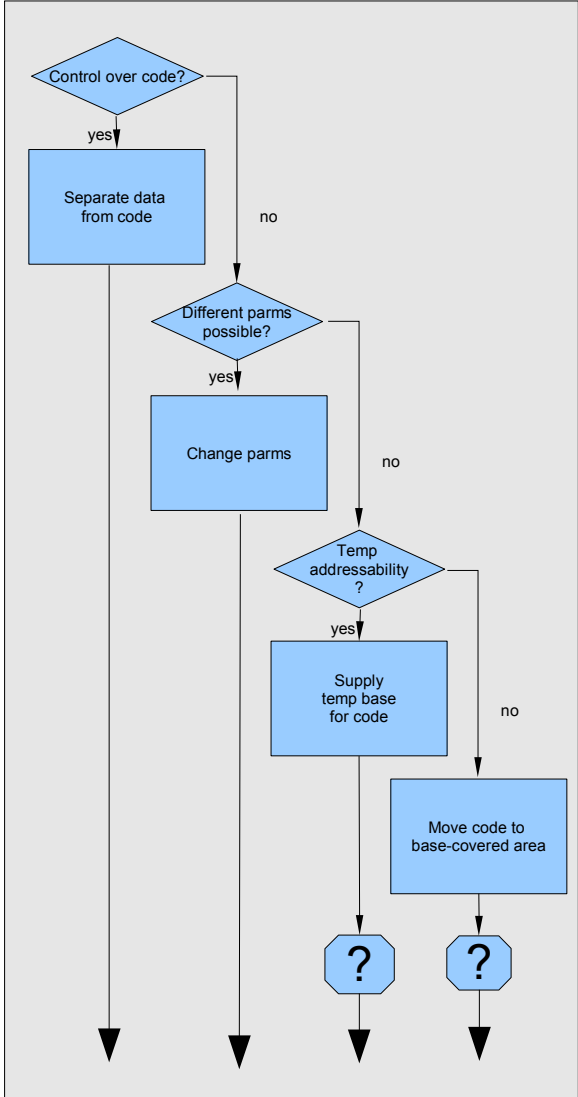 Control over code?
yes
Separate data
from code
no
Different parms
possible?
yes
Change parms
no
Temp
addressability
?
yes
Supply
temp base
for code
no
Move code to
base-covered area
?
?